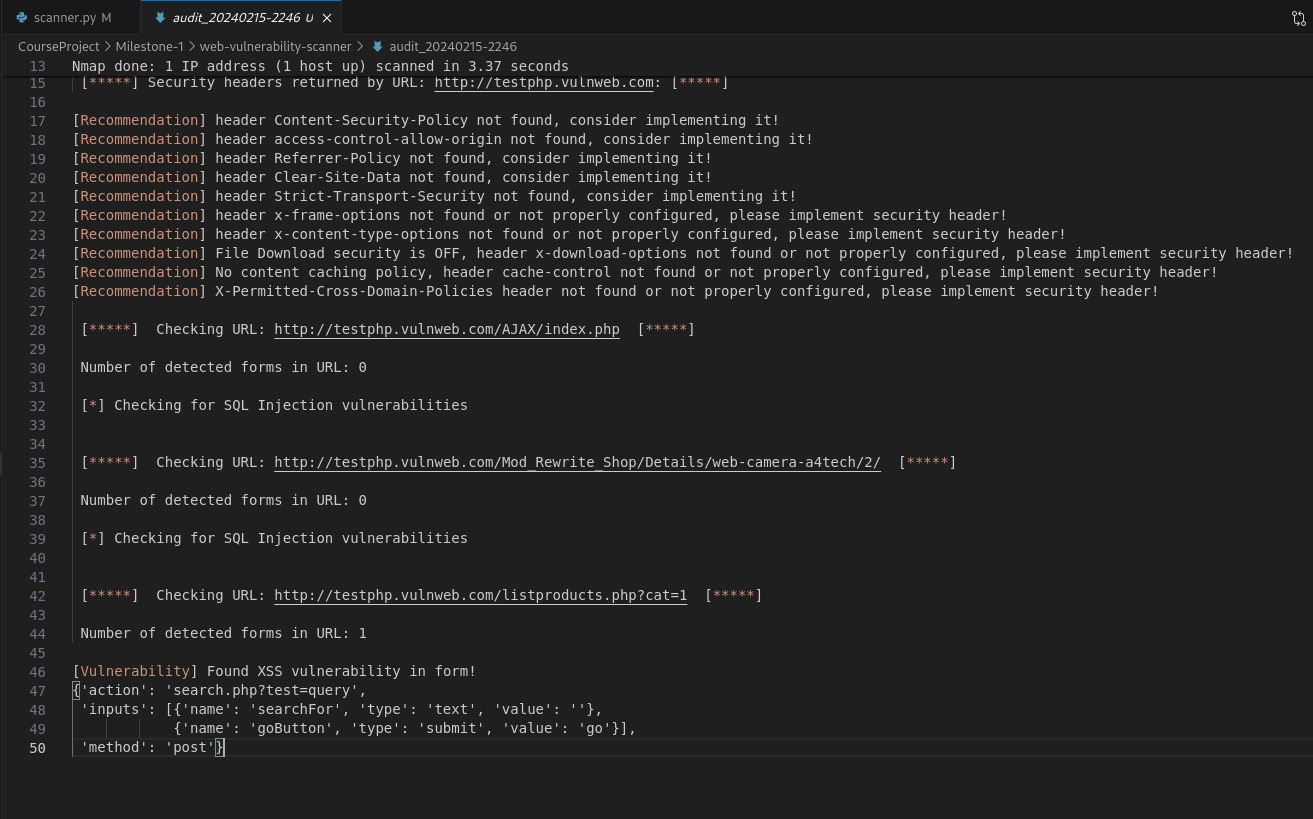 scanner.py M
audit_20240215-2246 U
CourseProject > Milestone-1 > web-vulnerability-scanner > audit_20240215-2246
13 Nmap done: 1 IP address (1 host up) scanned in 3.37 seconds
15 [*****] Security headers returned by URL: http://testphp.vulnweb.com: [*****]
16
17 [Recommendation] header Content-Security-Policy not found, consider implementing it!
18 [Recommendation] header access-control-allow-origin not found, consider implementing it!
19 [Recommendation] header Referrer-Policy not found, consider implementing it!
20 [Recommendation] header Clear-Site-Data not found, consider implementing it!
21 [Recommendation] header Strict-Transport-Security not found, consider implementing it!
22 [Recommendation] header x-frame-options not found or not properly configured, please implement security header!
23 [Recommendation] header x-content-type-options not found or not properly configured, please implement security header!
24 [Recommendation] File Download security is OFF, header x-download-options not found or not properly configured, please implement security header!
25 [Recommendation] No content caching policy, header cache-control not found or not properly configured, please implement security header!
26 [Recommendation] X-Permitted-Cross-Domain-Policies header not found or not properly configured, please implement security header!
27
28 [*****]  Checking URL: http://testphp.vulnweb.com/AJAX/index.php  [*****]
29
30 Number of detected forms in URL: 0
31
32 [*] Checking for SQL Injection vulnerabilities
33
34
35 [*****]  Checking URL: http://testphp.vulnweb.com/Mod_Rewrite_Shop/Details/web-camera-a4tech/2/  [*****]
36
37 Number of detected forms in URL: 0
38
39 [*] Checking for SQL Injection vulnerabilities
40
41
42 [*****]  Checking URL: http://testphp.vulnweb.com/listproducts.php?cat=1  [*****]
43
44 Number of detected forms in URL: 1
45
46 [Vulnerability] Found XSS vulnerability in form!
47 {'action': 'search.php?test=query',
48 'inputs': [{'name': 'searchFor', 'type': 'text', 'value': ''},
49 {'name': 'goButton', 'type': 'submit', 'value': 'go'}],
50 'method': 'post'}